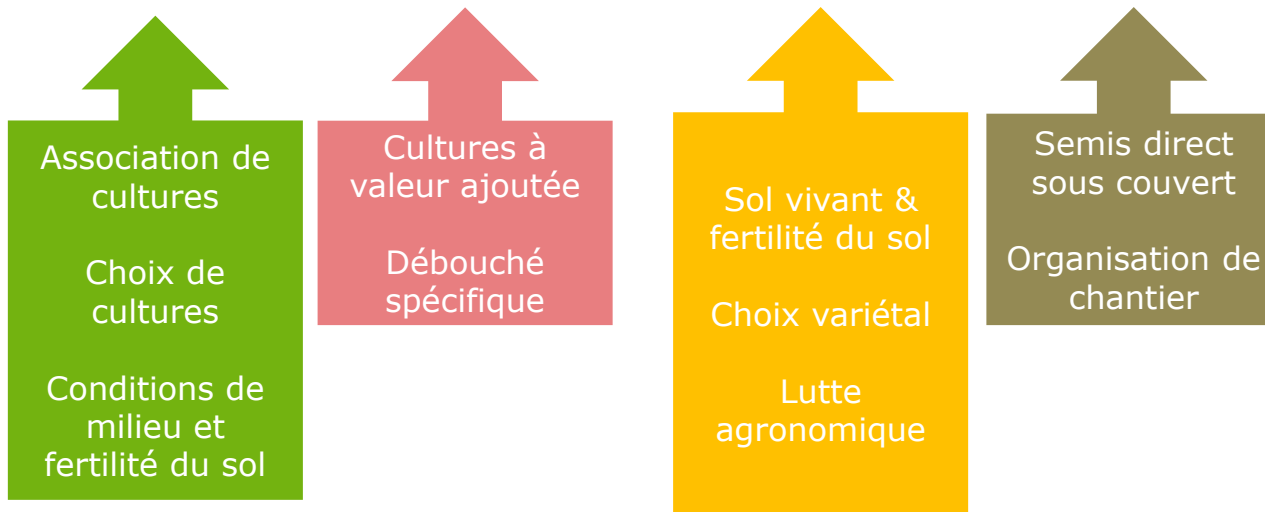 Association de
cultures
Choix de
cultures
Conditions de
milieu et
fertilité du sol
Cultures à
valeur ajoutée
Débouché
spécifique
Sol vivant &
fertilité du sol
Choix variétal
Lutte
agronomique
Semis direct
sous couvert
Organisation de
chantier